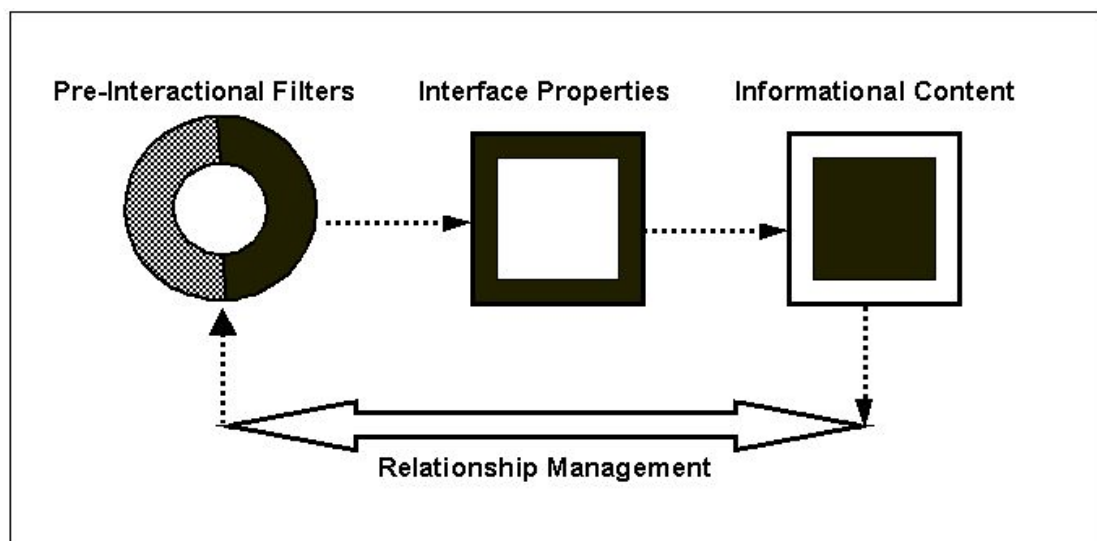 Pre-Interactional Filters
Interface Properties
Informational Content
Relationship Management